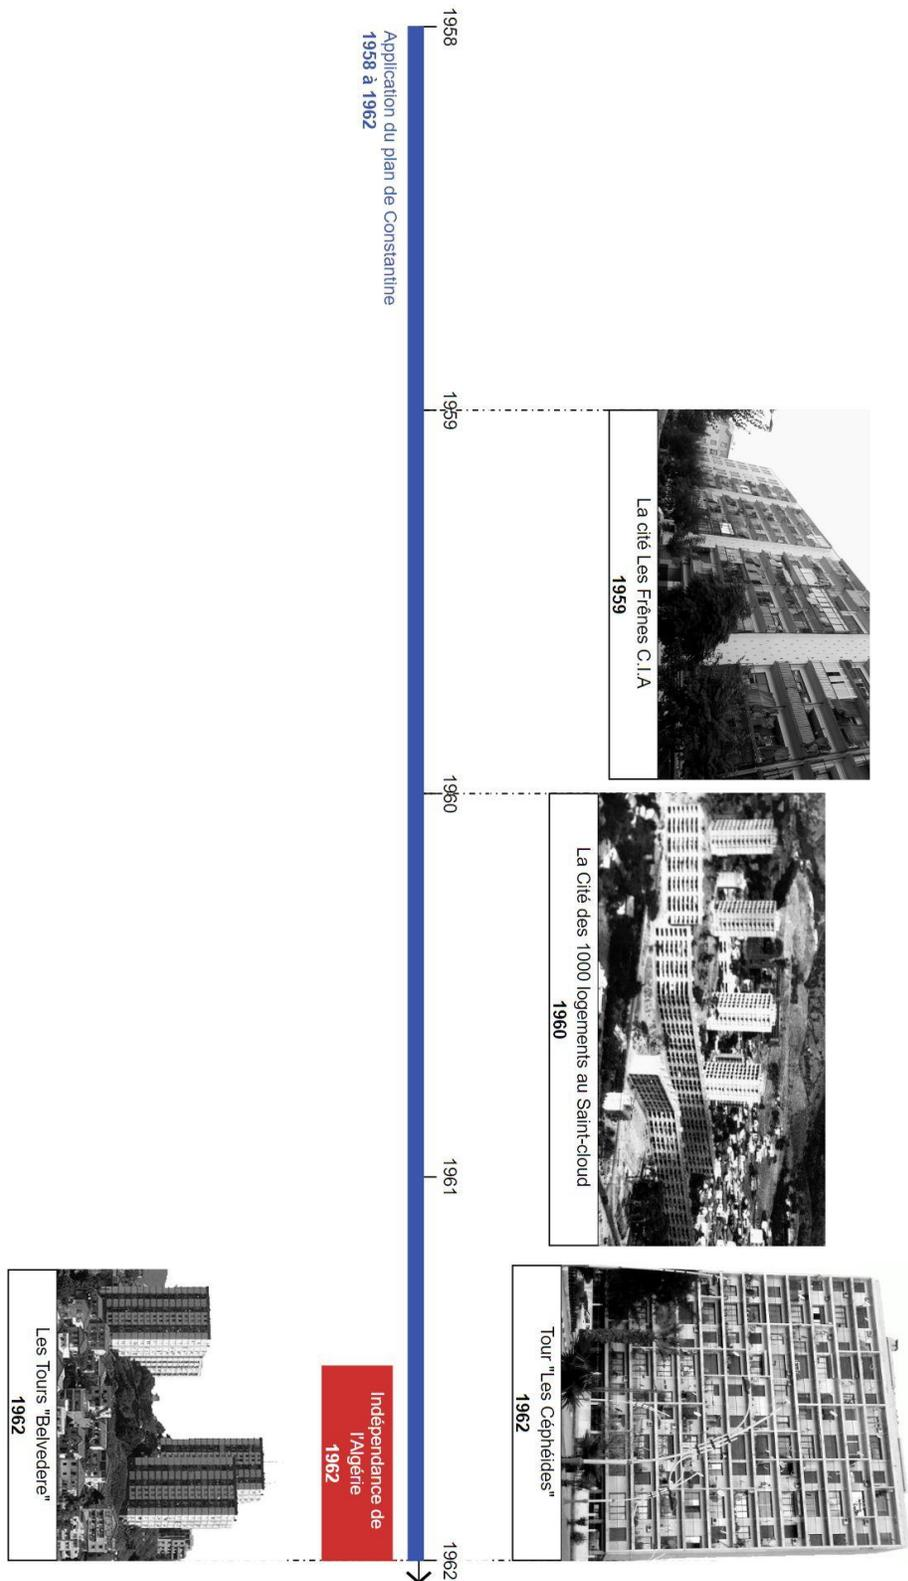 La cité Les Frênes C.I.A
1959
La Cité des 1000 logements au Saint-cloud
1960
Tour "Les Céphéides"
1962
1958
1959
1960
1961
1962
Application du plan de Constantine
1958 à 1962
Indépendance de
l'Algérie
1962
Les Tours "Belvedere"
1962